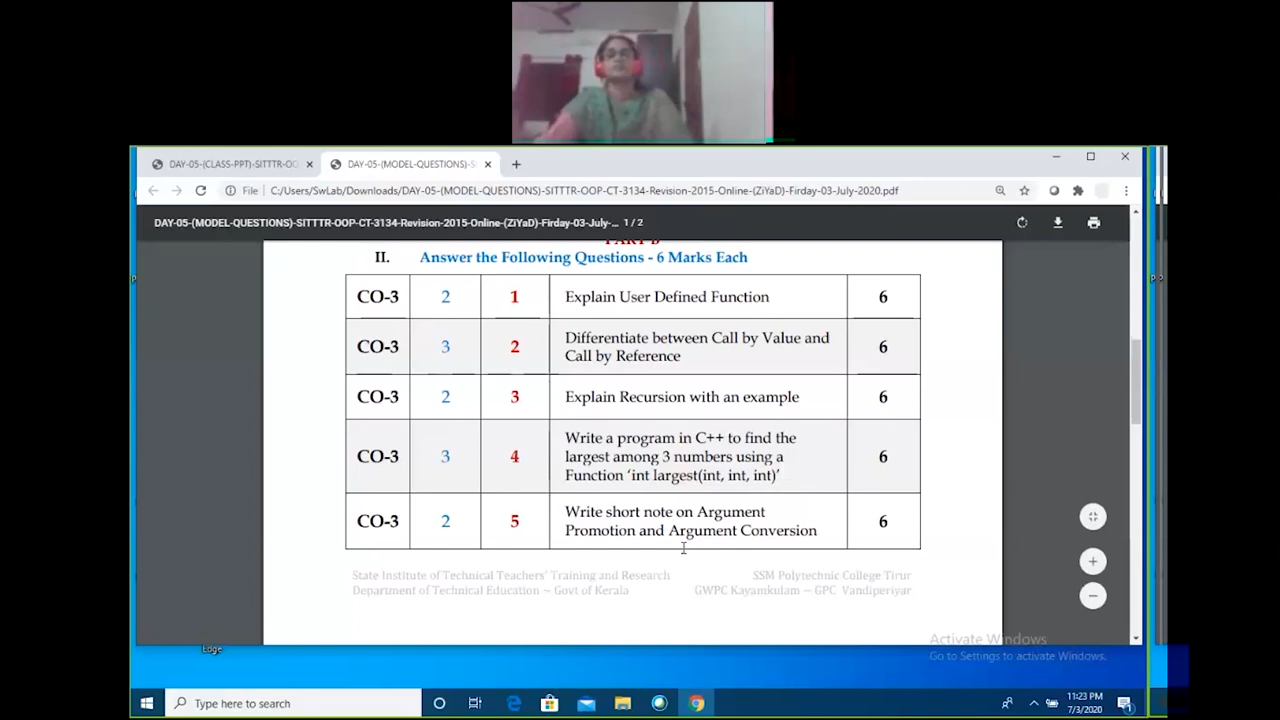 DAY-05-(CLASS-PPT)-SITTTR-OO
DAY-05-(MODEL-QUESTIONS)-S
File
C:/Users/SwLab/Downloads/DAY-05-(MODEL-QUESTIONS)-SITTTR-OOP-CT-3134-Revision-2015-Online-(ZiYaD)-Firday-03-July-2020.pdf
DAY-05-(MODEL-QUESTIONS)-SITTTR-OOP-CT-3134-Revision-2015-Online-(ZiYaD)-Firday-03-July-... 1 / 2
II. Answer the Following Questions - 6 Marks Each
CO-3 2 1 Explain User Defined Function 6
CO-3 3 2 Differentiate between Call by Value and
Call by Reference 6
CO-3 2 3 Explain Recursion with an example 6
CO-3 3 4 Write a program in C++ to find the
largest among 3 numbers using a
Function ‘int largest(int, int, int)’ 6
CO-3 2 5 Write short note on Argument
Promotion and Argument Conversion 6
State Institute of Technical Teachers’ Training and Research SSM Polytechnic College Tirur
Department of Technical Education ~ Govt of Kerala GWPC Kayamkulam ~ GPC Vandiperiyar
Edge
Activate Windows
Go to Settings to activate Windows.
Type here to search
11:23 PM
7/3/2020